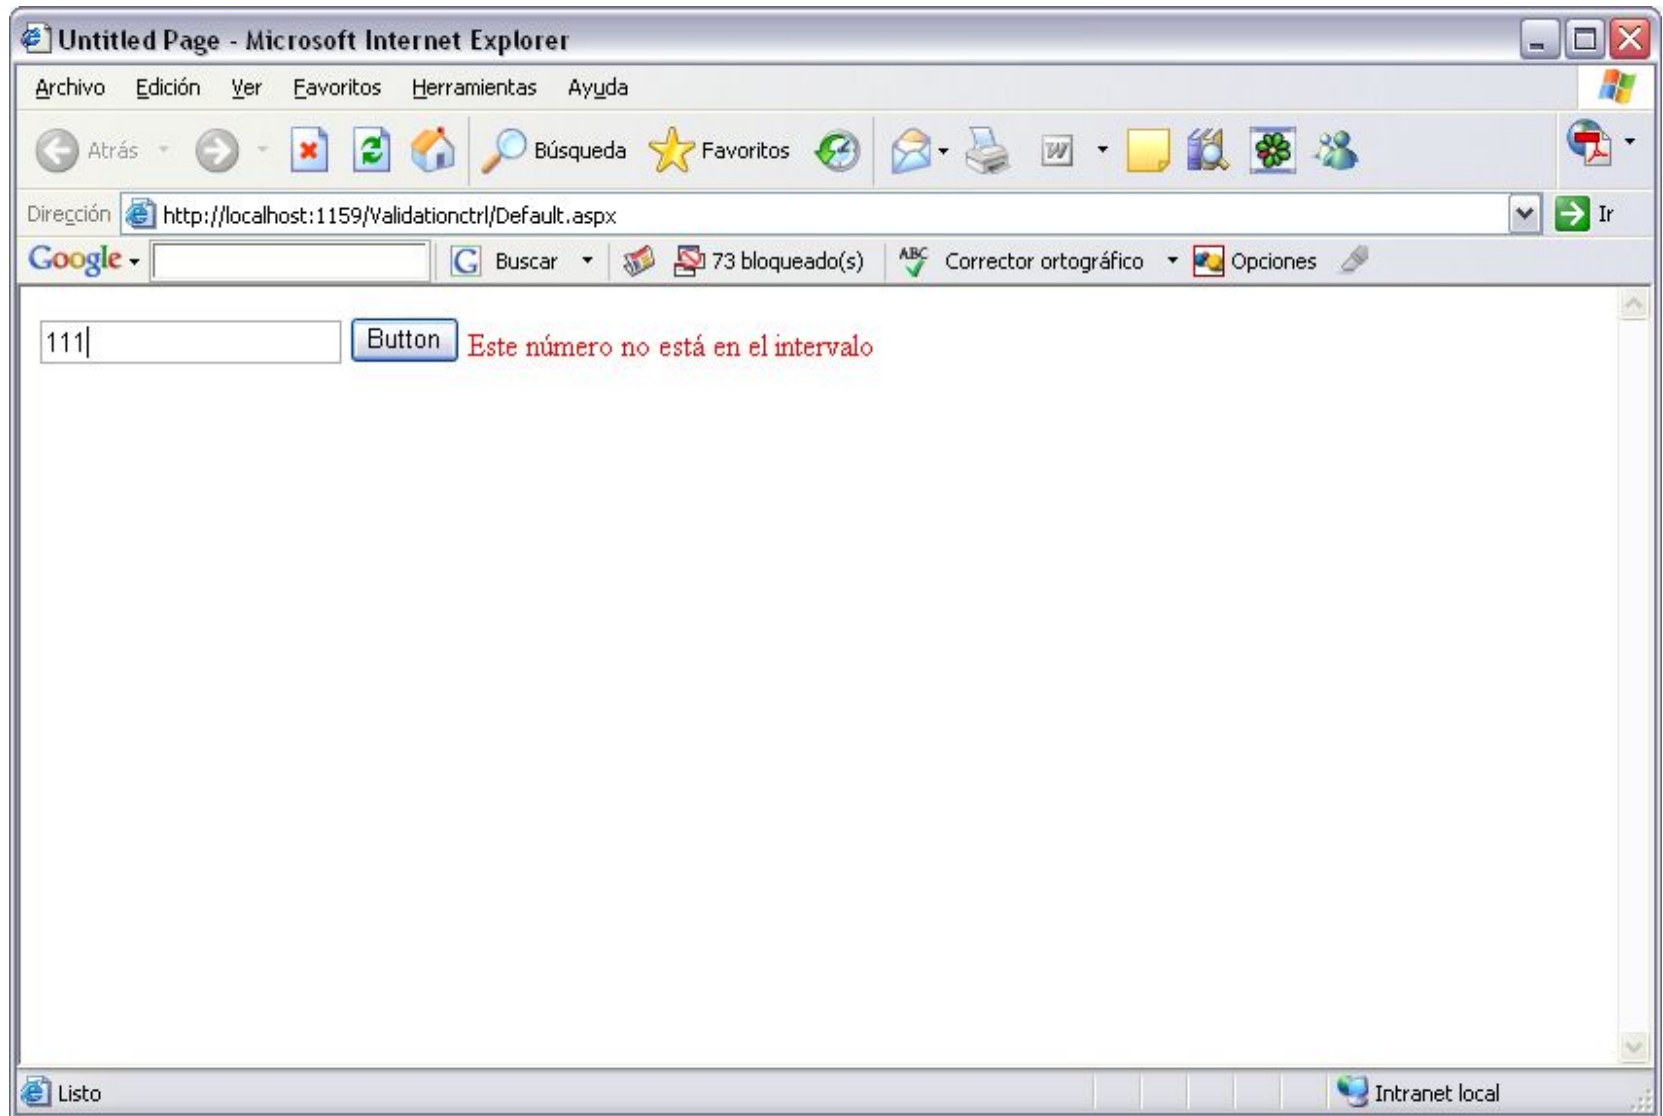 Untitled Page - Microsoft Internet Explorer
Archivo Edición Ver Favoritos Herramientas Ayuda
Atrás Búsqueda Favoritos W
Dirección http://localhost:1159/Validationctrl/Default.aspx Ir
Google G Buscar 73 bloqueado(s) ABC Corrector ortográfico Opciones
111 Button Este número no está en el intervalo
Listo Intranet local